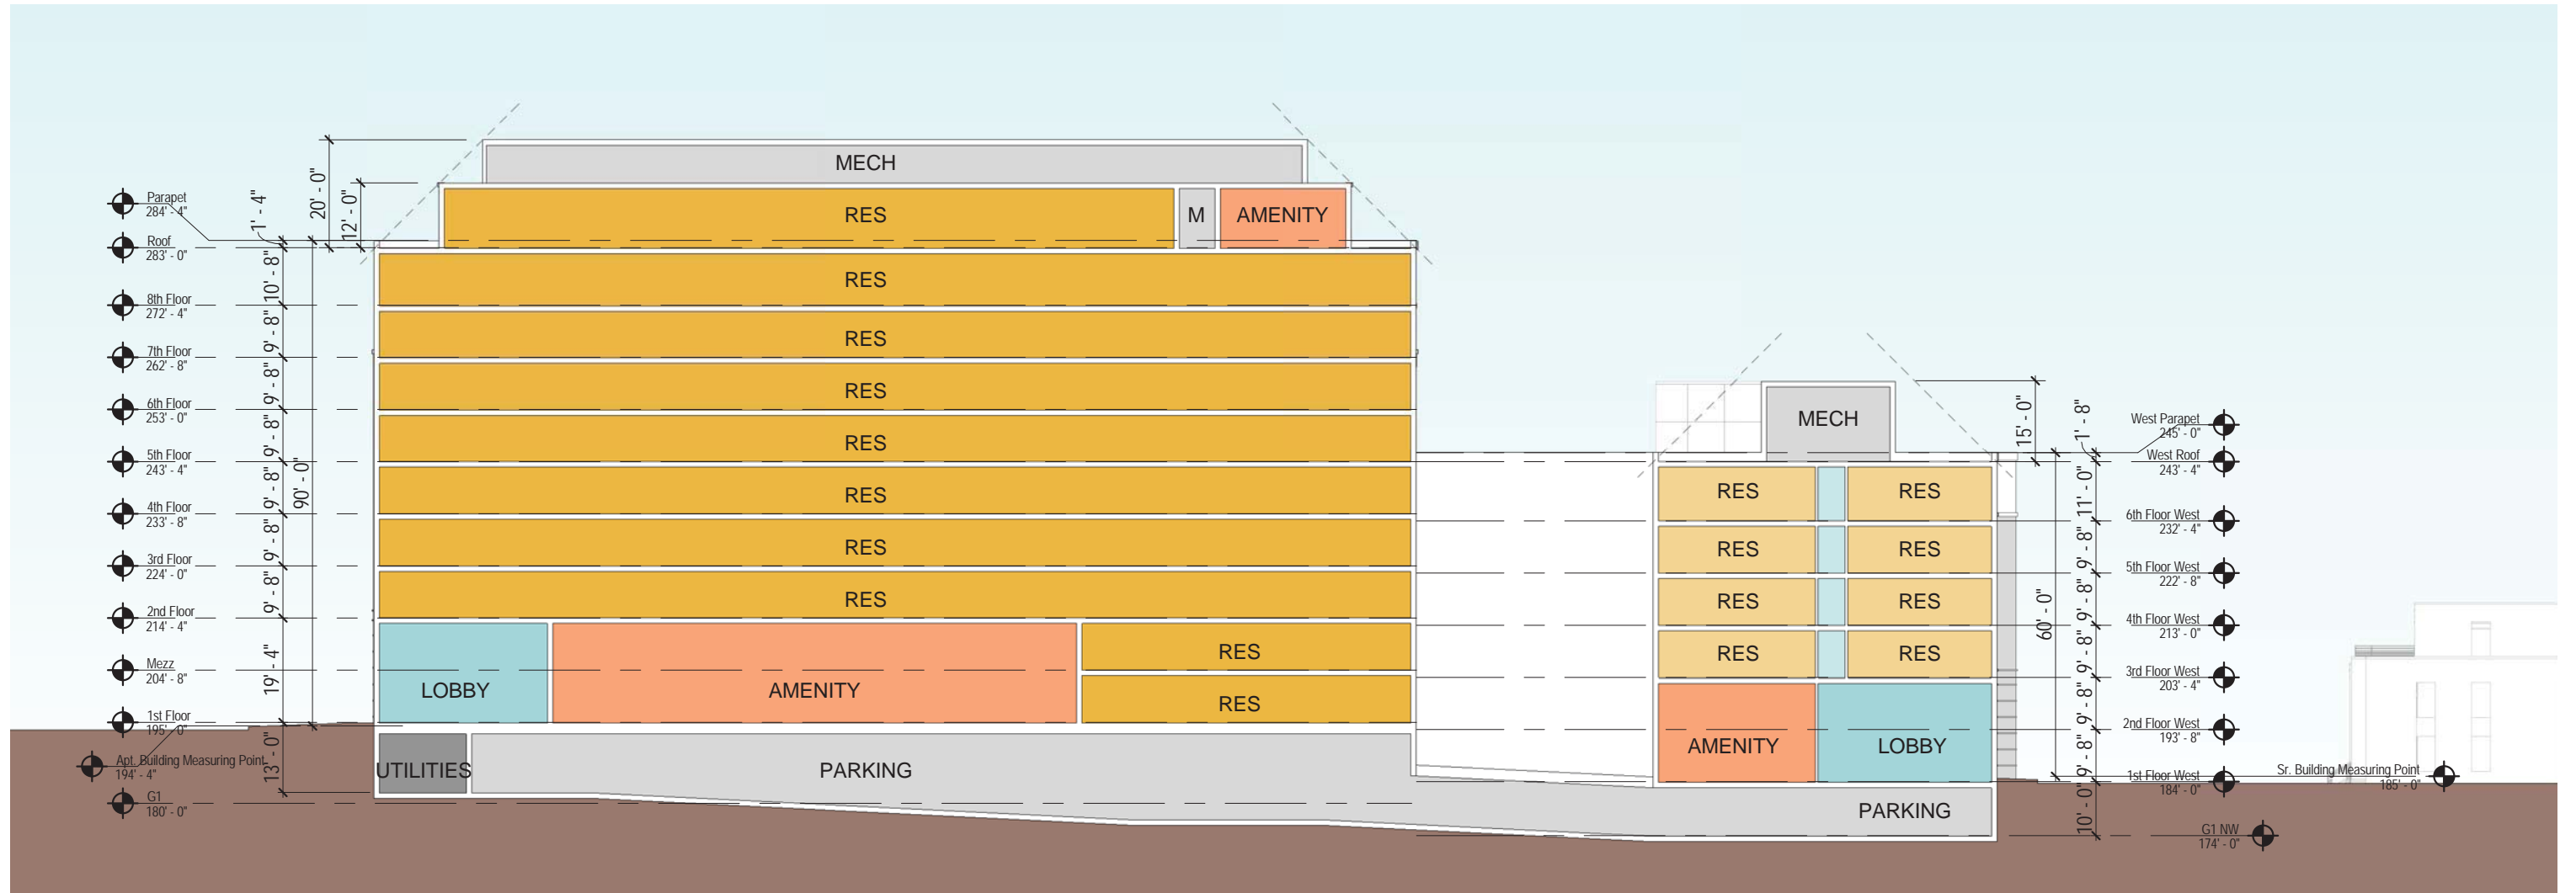 MECH
RES
M
AMENITY
RES
RES
RES
RES
RES
RES
RES
LOBBY
AMENITY
RES
RES
UTILITIES
PARKING
Parapet
284' - 4"
Roof
283' - 0"
8th Floor
272' - 4"
7th Floor
262' - 8"
6th Floor
253' - 0"
5th Floor
243' - 4"
4th Floor
233' - 8"
3rd Floor
224' - 0"
2nd Floor
214' - 4"
Mezz
204' - 8"
1st Floor
195' - 0"
Apt. Building Measuring Point
194' - 4"
G1
180' - 0"
1' - 4"
20' - 0"
12' - 0"
10' - 8"
9' - 8"
9' - 8"
9' - 8"
9' - 8"
9' - 8"
9' - 8"
19' - 4"
13' - 0"
90' - 0"
MECH
RES
RES
RES
RES
RES
RES
RES
RES
AMENITY
LOBBY
PARKING
15' - 0"
1' - 8"
11' - 0"
9' - 8"
9' - 8"
9' - 8"
9' - 8"
9' - 8"
10' - 0"
60' - 0"
West Parapet
245' - 0"
West Roof
243' - 4"
6th Floor West
232' - 4"
5th Floor West
222' - 8"
4th Floor West
213' - 0"
3rd Floor West
203' - 4"
2nd Floor West
193' - 8"
1st Floor West
184' - 0"
Sr. Building Measuring Point
185' - 0"
G1 NW
174' - 0"